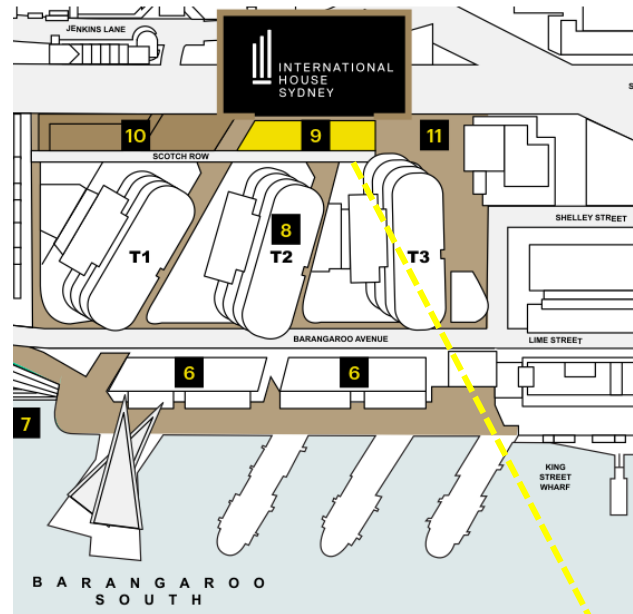 JENKINS LANE
INTERNATIONAL
HOUSE
SYDNEY
S
10
9
11
SCOTCH ROW
SHELLEY STREET
8
T1
T2
T3
BARANGAROO AVENUE
LIME STREET
6
6
7
KING
STREET
WHARF
BARANGAROO
SOUTH